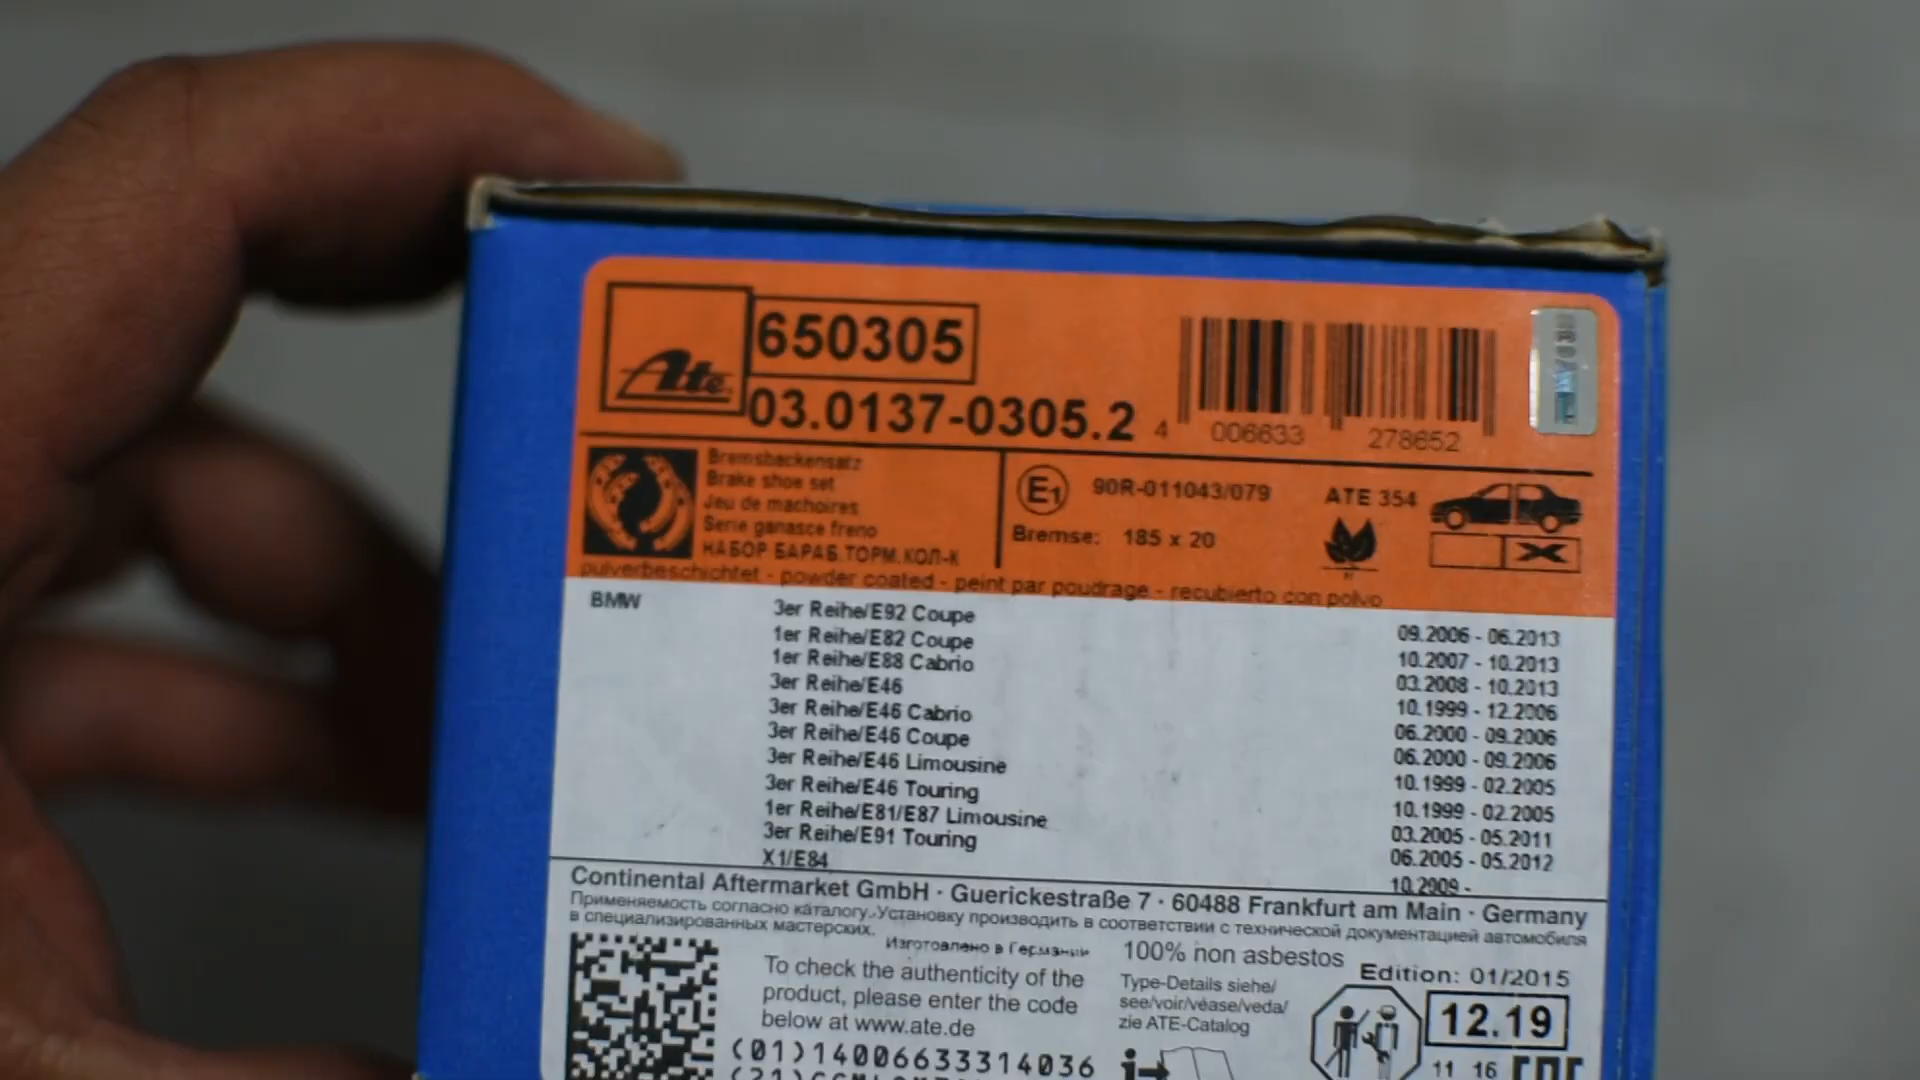 Ate
650305
03.0137-0305.2
4 006633 278652
Bremsbackensatz
Brake shoe set
Jeu de machoires
Serie ganasce freno
НАБОР БАРАБ.ТОРМ.КОЛ-К
E1 90R-011043/079
ATE 354
Bremse: 185 x 20
pulverbeschichtet - powder coated - peint par poudrage - recubierto con polvo
BMW
3er Reihe/E92 Coupe 09.2006 - 06.2013
1er Reihe/E82 Coupe 10.2007 - 10.2013
1er Reihe/E88 Cabrio 03.2008 - 10.2013
3er Reihe/E46 10.1999 - 12.2006
3er Reihe/E46 Cabrio 06.2000 - 09.2006
3er Reihe/E46 Coupe 06.2000 - 09.2006
3er Reihe/E46 Limousine 10.1999 - 02.2005
3er Reihe/E46 Touring 10.1999 - 02.2005
1er Reihe/E81/E87 Limousine 03.2005 - 05.2011
3er Reihe/E91 Touring 06.2005 - 05.2012
X1/E84 10.2009 -
Continental Aftermarket GmbH · Guerickestraße 7 · 60488 Frankfurt am Main · Germany
Применяемость согласно каталогу. Установку производить в соответствии с технической документацией автомобиля
в специализированных мастерских.
Изготовлено в Германии
100% non asbestos
Edition: 01/2015
To check the authenticity of the
product, please enter the code
below at www.ate.de
Type-Details siehe/
see/voir/véase/veda/
zie ATE-Catalog
12.19
(01)14006633314036
11 16